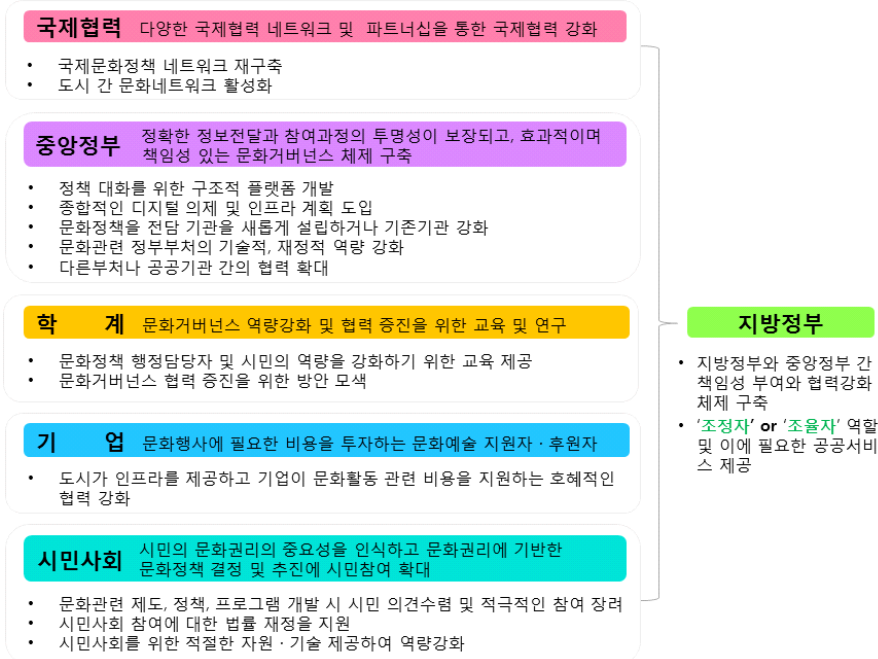 국제협력 다양한 국제협력 네트워크 및 파트너십을 통한 국제협력 강화
• 국제문화정책 네트워크 재구축
• 도시 간 문화네트워크 활성화
중앙정부 정확한 정보전달과 참여과정의 투명성이 보장되고, 효과적이며
책임성 있는 문화거버넌스 체제 구축
• 정책 대화를 위한 구조적 플랫폼 개발
• 종합적인 디지털 의제 및 인프라 계획 도입
• 문화정책을 전담 기관을 새롭게 설립하거나 기존기관 강화
• 문화관련 정부부처의 기술적, 재정적 역량 강화
• 다른부처나 공공기관 간의 협력 확대
학 계 문화거버넌스 역량강화 및 협력 증진을 위한 교육 및 연구
• 문화정책 행정담당자 및 시민의 역량을 강화하기 위한 교육 제공
• 문화거버넌스 협력 증진을 위한 방안 모색
기 업 문화행사에 필요한 비용을 투자하는 문화예술 지원자 · 후원자
• 도시가 인프라를 제공하고 기업이 문화활동 관련 비용을 지원하는 호혜적인
협력 강화
시민사회 시민의 문화권리의 중요성을 인식하고 문화권리에 기반한
문화정책 결정 및 추진에 시민참여 확대
• 문화관련 제도, 정책, 프로그램 개발 시 시민 의견수렴 및 적극적인 참여 장려
• 시민사회 참여에 대한 법률 재정을 지원
• 시민사회를 위한 적절한 자원 · 기술 제공하여 역량강화
지방정부
• 지방정부와 중앙정부 간
책임성 부여와 협력강화
체제 구축
• '조정자' or '조율자' 역할
및 이에 필요한 공공서비
스 제공